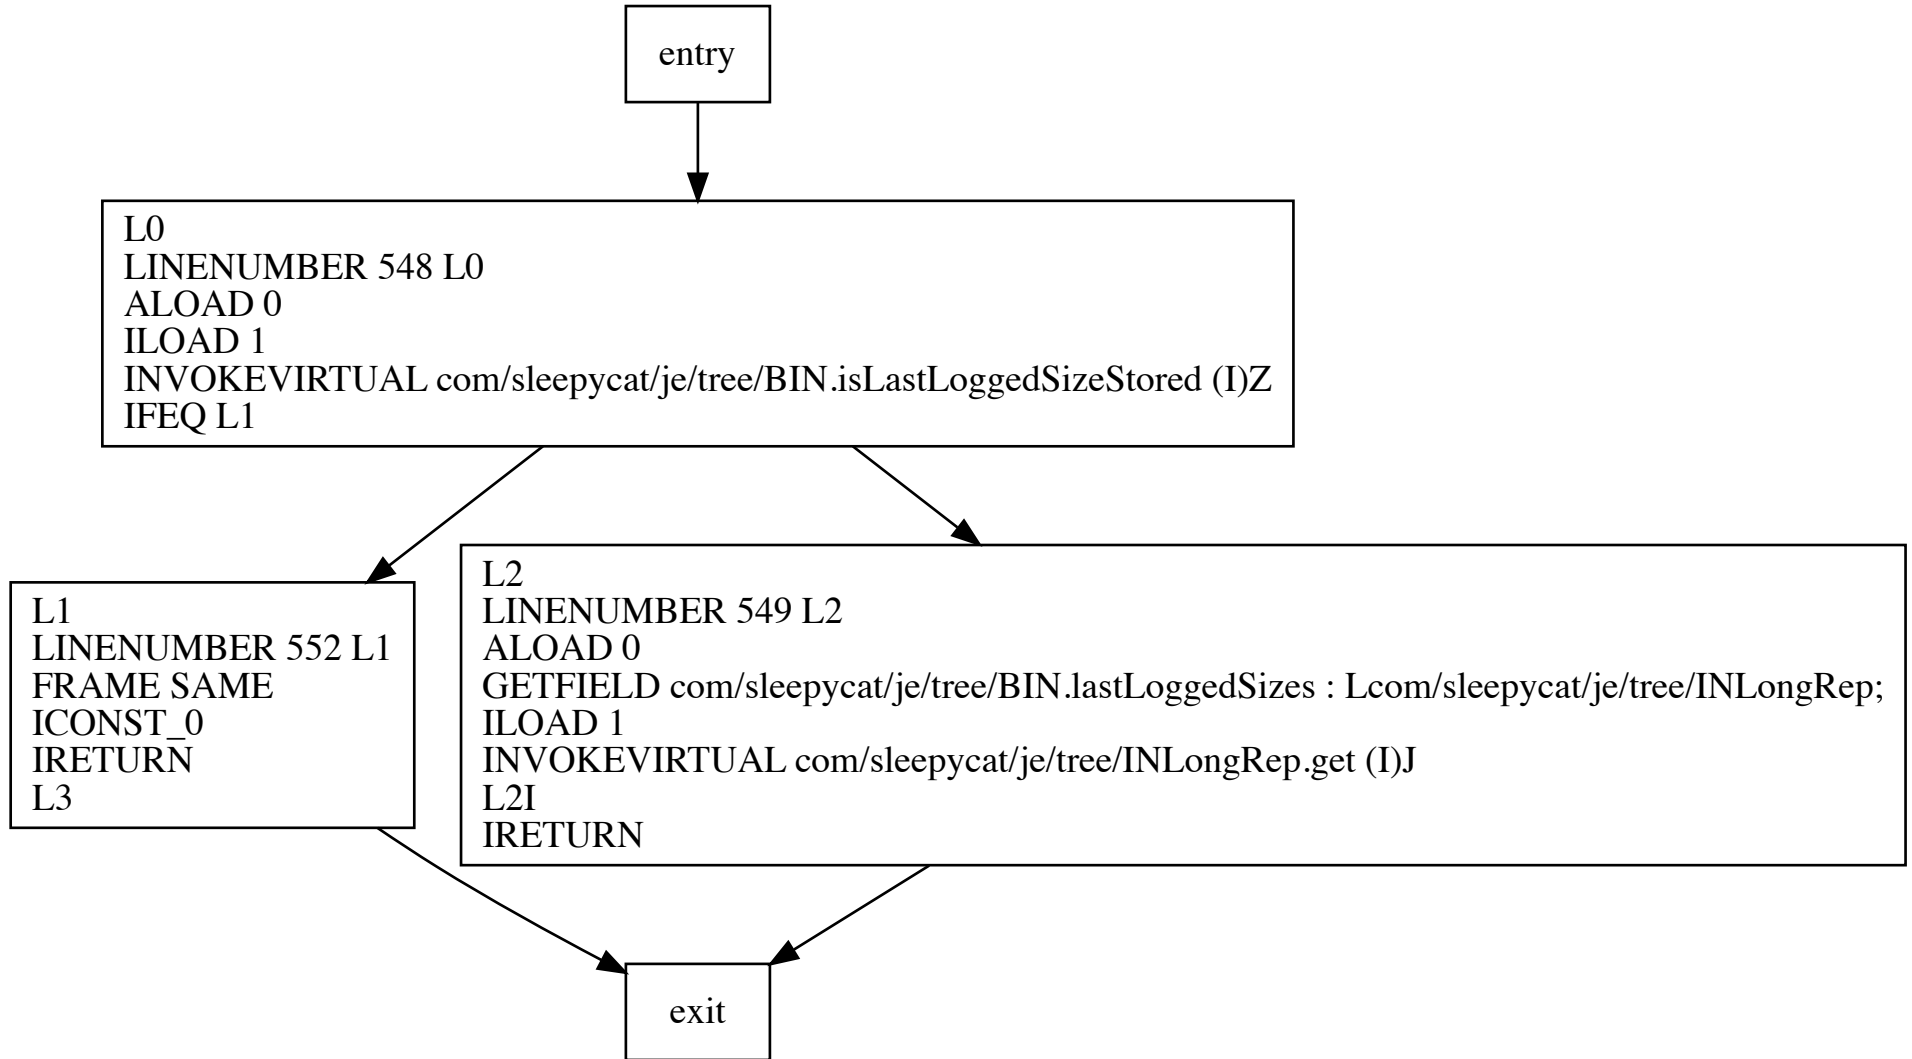 entry
L0
LINENUMBER 548 L0
ALOAD 0
ILOAD 1
INVOKEVIRTUAL com/sleepycat/je/tree/BIN.isLastLoggedSizeStored (I)Z
IFEQ L1
L1
LINENUMBER 552 L1
FRAME SAME
ICONST_0
IRETURN
L3
L2
LINENUMBER 549 L2
ALOAD 0
GETFIELD com/sleepycat/je/tree/BIN.lastLoggedSizes : Lcom/sleepycat/je/tree/INLongRep;
ILOAD 1
INVOKEVIRTUAL com/sleepycat/je/tree/INLongRep.get (I)J
L2I
IRETURN
exit